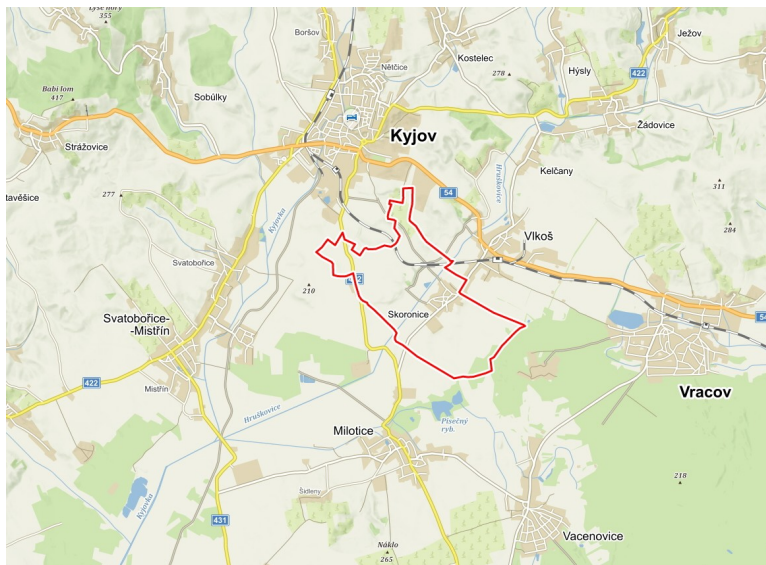 Lysé hory
355
Boršov
Ježov
Kostelec
Nětčice
Hýsly
278
422
Babí lom
417
Sobůlky
Kyjov
Žádovice
Strážovice
Kelčany
Hruškovice
54
311
277
Kyjovka
Vlkoš
284
Svatobořice
210
Skoronice
Svatobořice-
-Mistřín
54
422
Mistřín
Vracov
Hruškovice
Písečný
ryb.
Milotice
218
Šidleny
Kyjovka
431
Náklo
265
Vacenovice